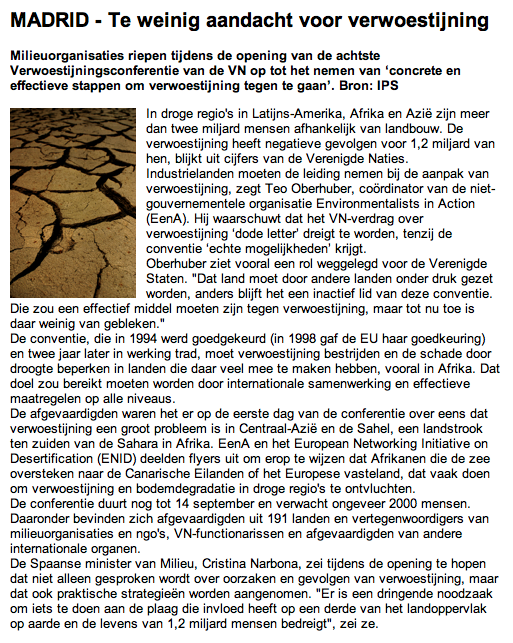 MADRID - Te weinig aandacht voor verwoestijning
Milieuorganisaties riepen tijdens de opening van de achtste
Verwoestijningsconferentie van de VN op tot het nemen van ‘concrete en
effectieve stappen om verwoestijning tegen te gaan’. Bron: IPS
In droge regio's in Latijns-Amerika, Afrika en Azië zijn meer
dan twee miljard mensen afhankelijk van landbouw. De
verwoestijning heeft negatieve gevolgen voor 1,2 miljard van
hen, blijkt uit cijfers van de Verenigde Naties.
Industrielanden moeten de leiding nemen bij de aanpak van
verwoestijning, zegt Teo Oberhuber, coördinator van de niet-
gouvernementele organisatie Environmentalists in Action
(EenA). Hij waarschuwt dat het VN-verdrag over
verwoestijning ‘dode letter’ dreigt te worden, tenzij de
conventie ‘echte mogelijkheden’ krijgt.
Oberhuber ziet vooral een rol weggelegd voor de Verenigde
Staten. "Dat land moet door andere landen onder druk gezet
worden, anders blijft het een inactief lid van deze conventie.
Die zou een effectief middel moeten zijn tegen verwoestijning, maar tot nu toe is
daar weinig van gebleken."
De conventie, die in 1994 werd goedgekeurd (in 1998 gaf de EU haar goedkeuring)
en twee jaar later in werking trad, moet verwoestijning bestrijden en de schade door
droogte beperken in landen die daar veel mee te maken hebben, vooral in Afrika. Dat
doel zou bereikt moeten worden door internationale samenwerking en effectieve
maatregelen op alle niveaus.
De afgevaardigden waren het er op de eerste dag van de conferentie over eens dat
verwoestijning een groot probleem is in Centraal-Azië en de Sahel, een landstrook
ten zuiden van de Sahara in Afrika. EenA en het European Networking Initiative on
Desertification (ENID) deelden flyers uit om erop te wijzen dat Afrikanen die de zee
oversteken naar de Canarische Eilanden of het Europese vasteland, dat vaak doen
om verwoestijning en bodemdegradatie in droge regio's te ontvluchten.
De conferentie duurt nog tot 14 september en verwacht ongeveer 2000 mensen.
Daaronder bevinden zich afgevaardigden uit 191 landen en vertegenwoordigers van
milieuorganisaties en ngo's, VN-functionarissen en afgevaardigden van andere
internationale organen.
De Spaanse minister van Milieu, Cristina Narbona, zei tijdens de opening te hopen
dat niet alleen gesproken wordt over oorzaken en gevolgen van verwoestijning, maar
dat ook praktische strategieën worden aangenomen. "Er is een dringende noodzaak
om iets te doen aan de plaag die invloed heeft op een derde van het landoppervlak
op aarde en de levens van 1,2 miljard mensen bedreigt", zei ze.